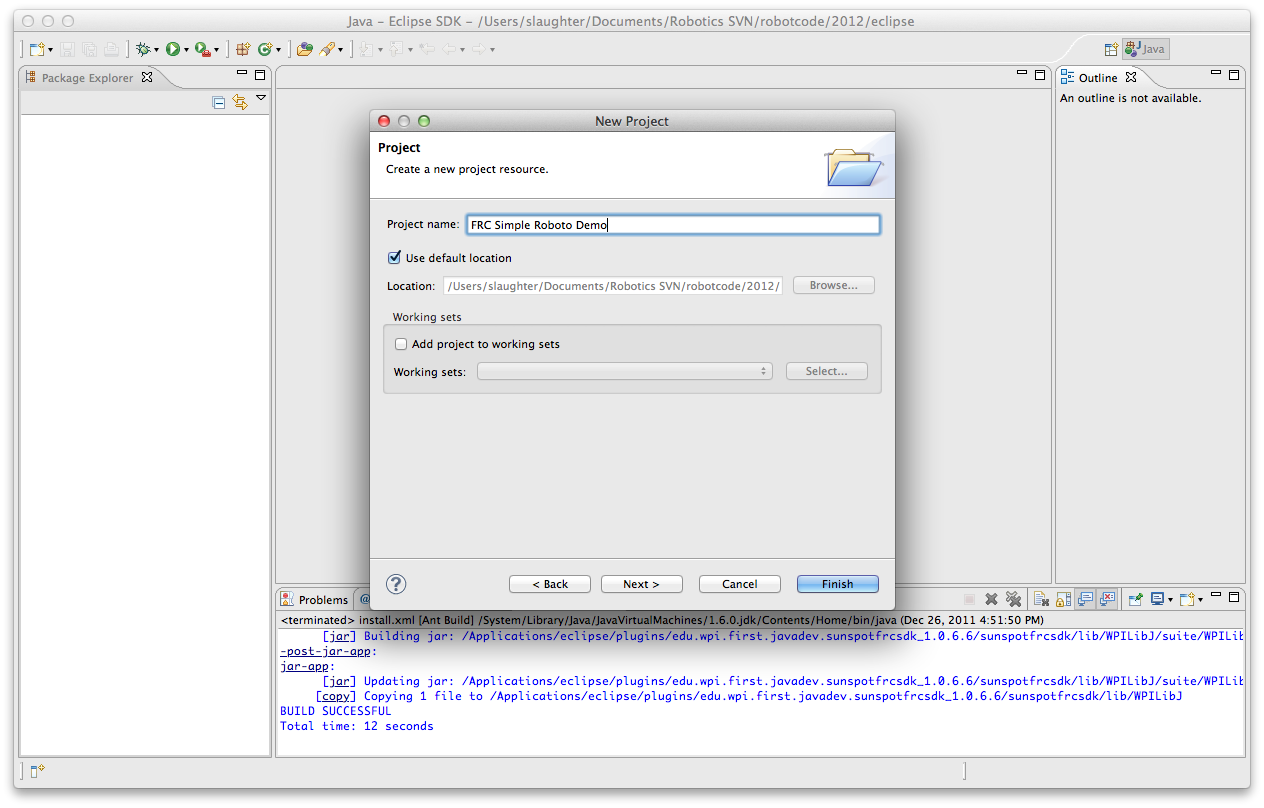 Java – Eclipse SDK – /Users/slaughter/Documents/Robotics SVN/robotcode/2012/eclipse
Java
Package Explorer
Outline
An outline is not available.
New Project
Project
Create a new project resource.
Project name: FRC Simple Roboto Demo
Use default location
Location: /Users/slaughter/Documents/Robotics SVN/robotcode/2012/ Browse...
Working sets
Add project to working sets
Working sets: Select...
? < Back Next > Cancel Finish
Problems @
<terminated> install.xml [Ant Build] /System/Library/Java/JavaVirtualMachines/1.6.0.jdk/Contents/Home/bin/java (Dec 26, 2011 4:51:50 PM)
[jar] Building jar: /Applications/eclipse/plugins/edu.wpi.first.javadev.sunspotfrcsdk_1.0.6.6/sunspotfrcsdk/lib/WPILibJ/suite/WPILib
-post-jar-app:
jar-app:
[jar] Updating jar: /Applications/eclipse/plugins/edu.wpi.first.javadev.sunspotfrcsdk_1.0.6.6/sunspotfrcsdk/lib/WPILibJ/suite/WPILib
[copy] Copying 1 file to /Applications/eclipse/plugins/edu.wpi.first.javadev.sunspotfrcsdk_1.0.6.6/sunspotfrcsdk/lib/WPILibJ
BUILD SUCCESSFUL
Total time: 12 seconds